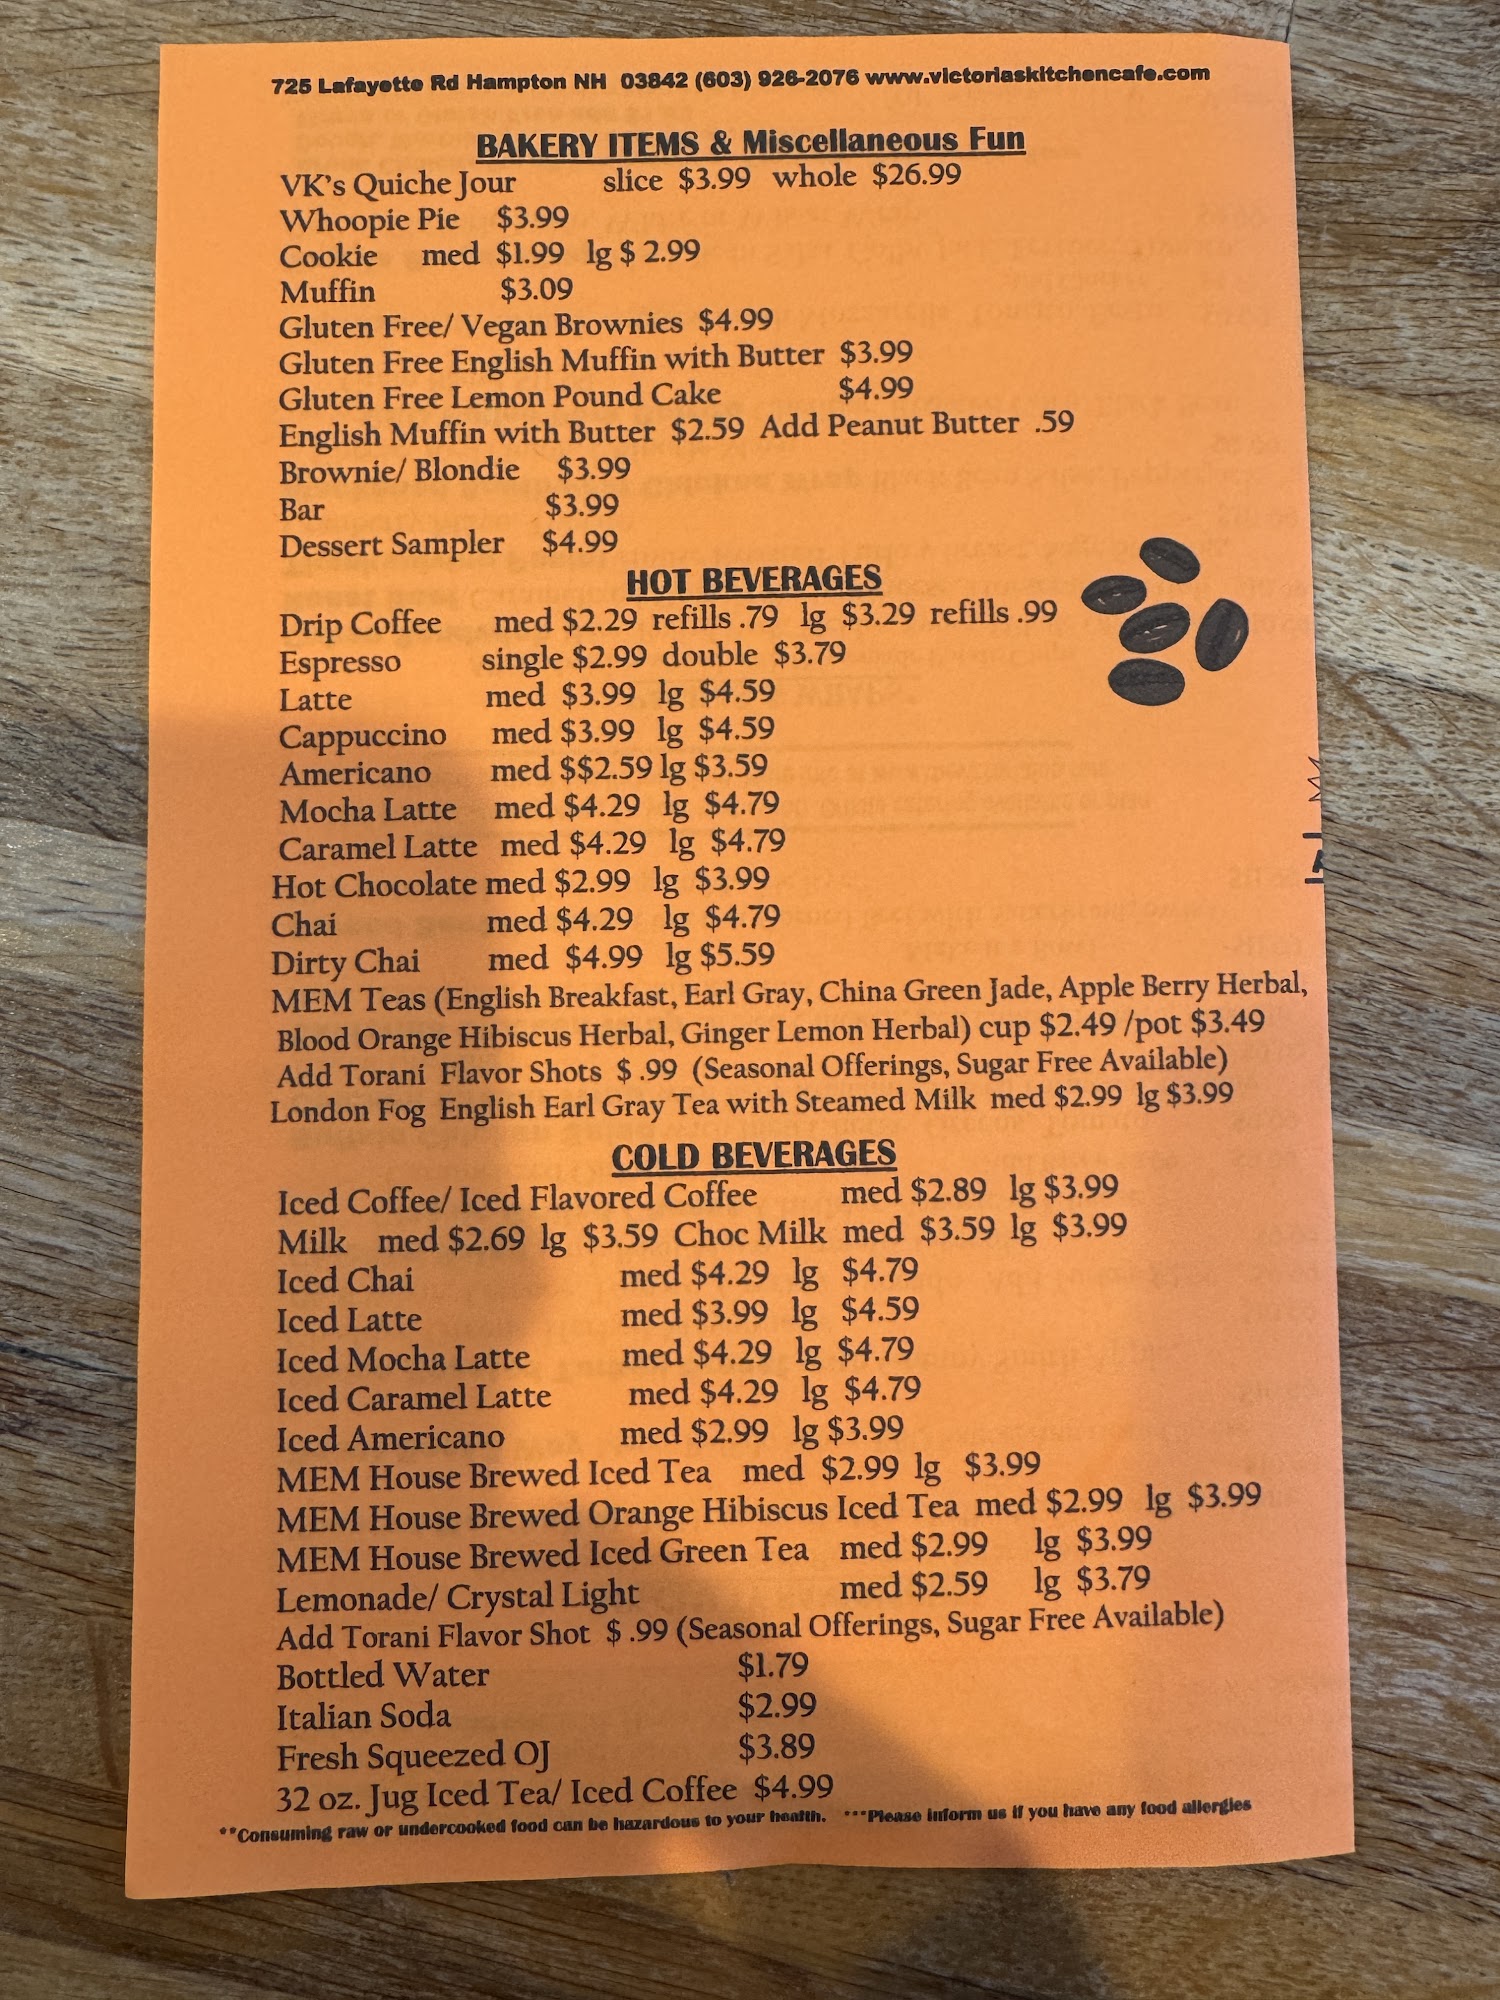 725 Lafayette Rd Hampton NH 03842 (603) 926-2076 www.victoriaskitchencafe.com
BAKERY ITEMS & Miscellaneous Fun
VK's Quiche Jour slice $3.99 whole $26.99
Whoopie Pie $3.99
Cookie med $1.99 lg $ 2.99
Muffin $3.09
Gluten Free/ Vegan Brownies $4.99
Gluten Free English Muffin with Butter $3.99
Gluten Free Lemon Pound Cake $4.99
English Muffin with Butter $2.59 Add Peanut Butter .59
Brownie/ Blondie $3.99
Bar $3.99
Dessert Sampler $4.99
HOT BEVERAGES
Drip Coffee med $2.29 refills .79 lg $3.29 refills .99
Espresso single $2.99 double $3.79
Latte med $3.99 lg $4.59
Cappuccino med $3.99 lg $4.59
Americano med $$2.59 lg $3.59
Mocha Latte med $4.29 lg $4.79
Caramel Latte med $4.29 lg $4.79
Hot Chocolate med $2.99 lg $3.99
Chai med $4.29 lg $4.79
Dirty Chai med $4.99 lg $5.59
MEM Teas (English Breakfast, Earl Gray, China Green Jade, Apple Berry Herbal,
Blood Orange Hibiscus Herbal, Ginger Lemon Herbal) cup $2.49 /pot $3.49
Add Torani Flavor Shots $ .99 (Seasonal Offerings, Sugar Free Available)
London Fog English Earl Gray Tea with Steamed Milk med $2.99 lg $3.99
COLD BEVERAGES
Iced Coffee/ Iced Flavored Coffee med $2.89 lg $3.99
Milk med $2.69 lg $3.59 Choc Milk med $3.59 lg $3.99
Iced Chai med $4.29 lg $4.79
Iced Latte med $3.99 lg $4.59
Iced Mocha Latte med $4.29 lg $4.79
Iced Caramel Latte med $4.29 lg $4.79
Iced Americano med $2.99 lg $3.99
MEM House Brewed Iced Tea med $2.99 lg $3.99
MEM House Brewed Orange Hibiscus Iced Tea med $2.99 lg $3.99
MEM House Brewed Iced Green Tea med $2.99 lg $3.99
Lemonade/ Crystal Light med $2.59 lg $3.79
Add Torani Flavor Shot $ .99 (Seasonal Offerings, Sugar Free Available)
Bottled Water $1.79
Italian Soda $2.99
Fresh Squeezed OJ $3.89
32 oz. Jug Iced Tea/ Iced Coffee $4.99
**Consuming raw or undercooked food can be hazardous to your health. ***Please inform us if you have any food allergies